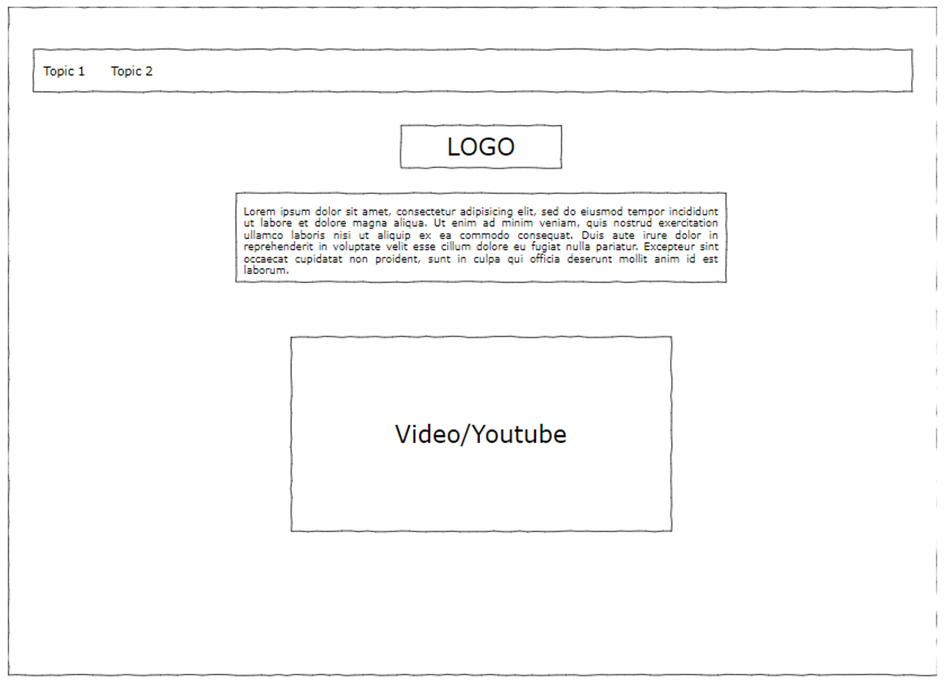 Topic 1 Topic 2
LOGO
Lorem ipsum dolor sit amet, consectetur adipisicing elit, sed do eiusmod tempor incididunt
ut labore et dolore magna aliqua. Ut enim ad minim veniam, quis nostrud exercitation
ullamco laboris nisi ut aliquip ex ea commodo consequat. Duis aute irure dolor in
reprehenderit in voluptate velit esse cillum dolore eu fugiat nulla pariatur. Excepteur sint
occaecat cupidatat non proident, sunt in culpa qui officia deserunt mollit anim id est
laborum.
Video/Youtube